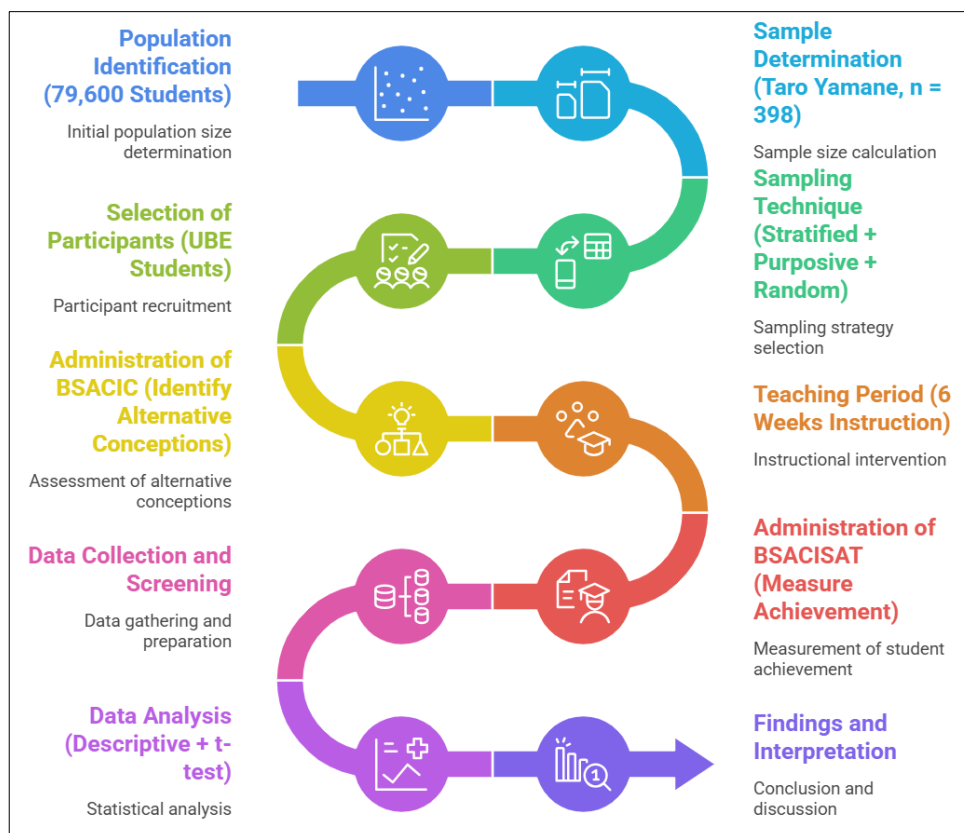 Population
Identification
(79,600 Students)
Initial population size
determination
Sample
Determination
(Taro Yamane, n =
398)
Sample size calculation
Sampling
Technique
(Stratified +
Purposive +
Random)
Sampling strategy
selection
Selection of
Participants (UBE
Students)
Participant recruitment
Administration of
BSACIC (Identify
Alternative
Conceptions)
Assessment of alternative
conceptions
Teaching Period (6
Weeks Instruction)
Instructional intervention
Administration of
BSACISAT
(Measure
Achievement)
Measurement of student
achievement
Data Collection and
Screening
Data gathering and
preparation
Data Analysis
(Descriptive + t-
test)
Statistical analysis
1
Findings and
Interpretation
Conclusion and
discussion